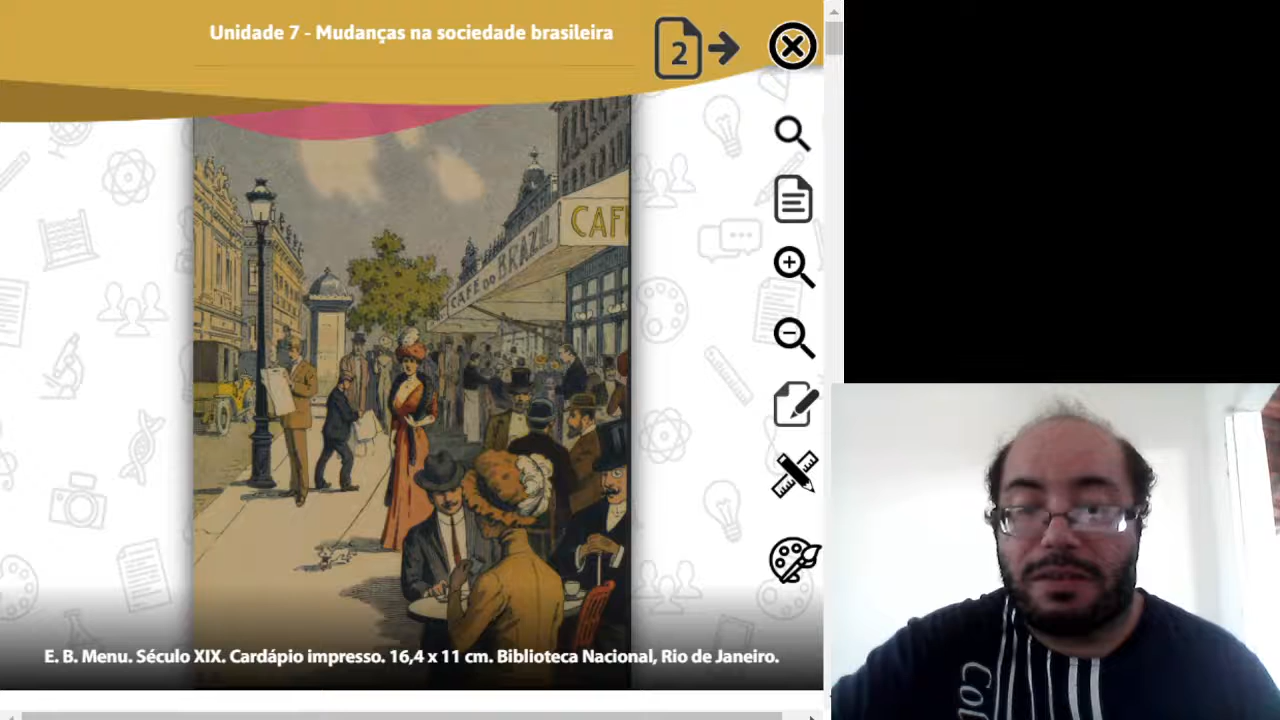 Unidade 7 - Mudanças na sociedade brasileira
2
CAFÉ
CAFÉ DO BRAZIL
E. B. Menu. Século XIX. Cardápio impresso. 16,4 x 11 cm. Biblioteca Nacional, Rio de Janeiro.
Col